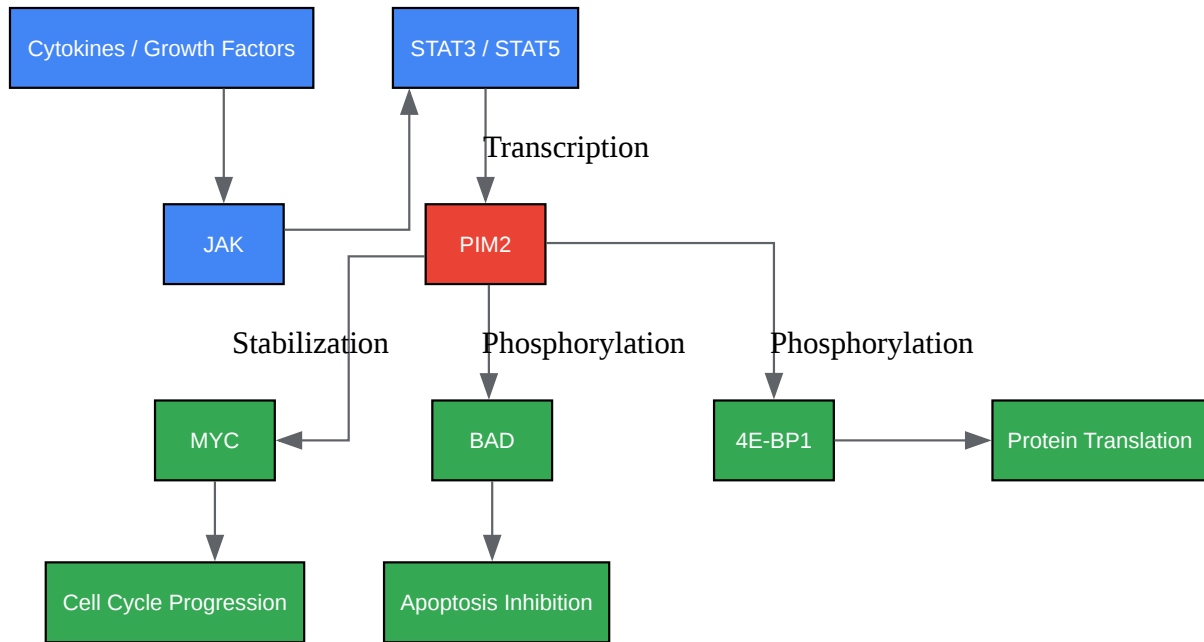 Cytokines / Growth Factors
STAT3 / STAT5
Transcription
JAK
PIM2
Stabilization
Phosphorylation
Phosphorylation
MYC
BAD
4E-BP1
Protein Translation
Cell Cycle Progression
Apoptosis Inhibition